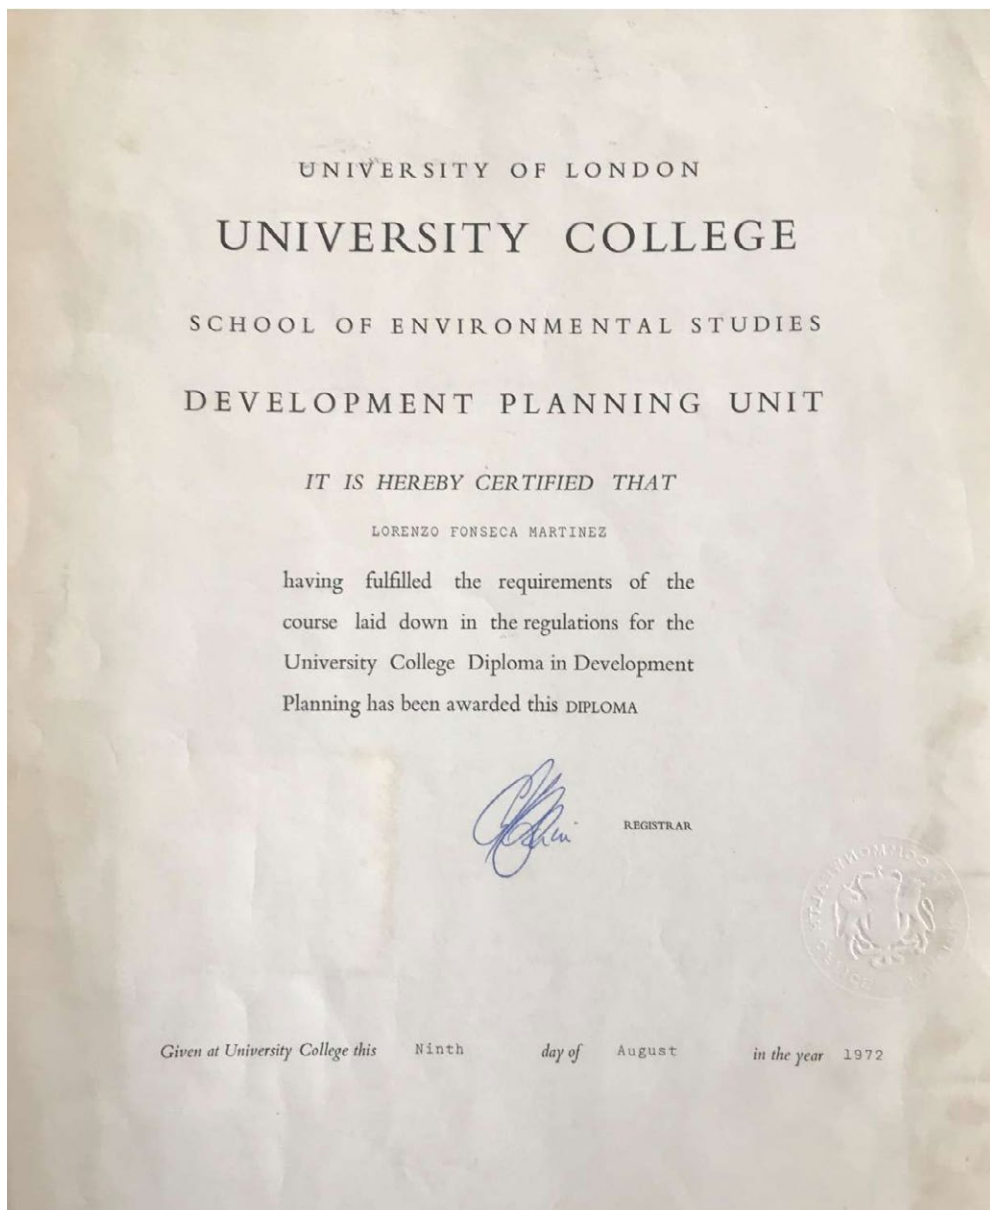 UNIVERSITY OF LONDON
UNIVERSITY COLLEGE
SCHOOL OF ENVIRONMENTAL STUDIES
DEVELOPMENT PLANNING UNIT
IT IS HEREBY CERTIFIED THAT
LORENZO FONSECA MARTINEZ
having fulfilled the requirements of the
course laid down in the regulations for the
University College Diploma in Development
Planning has been awarded this DIPLOMA
REGISTRAR
Given at University College this Ninth day of August in the year 1972